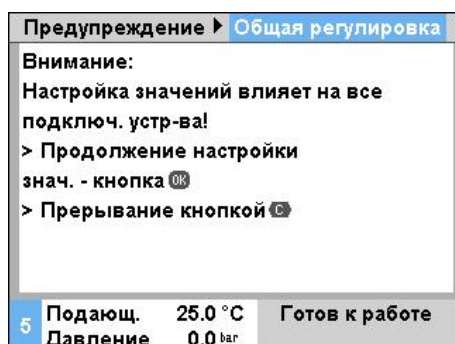 Предупреждение ▶ Общая регулировка
Внимание:
Настройка значений влияет на все
подключ. устр-ва!
> Продолжение настройки
знач. - кнопка OK
> Прерывание кнопкой C
5 Подающ. 25.0 °C Готов к работе
Давление 0.0 bar